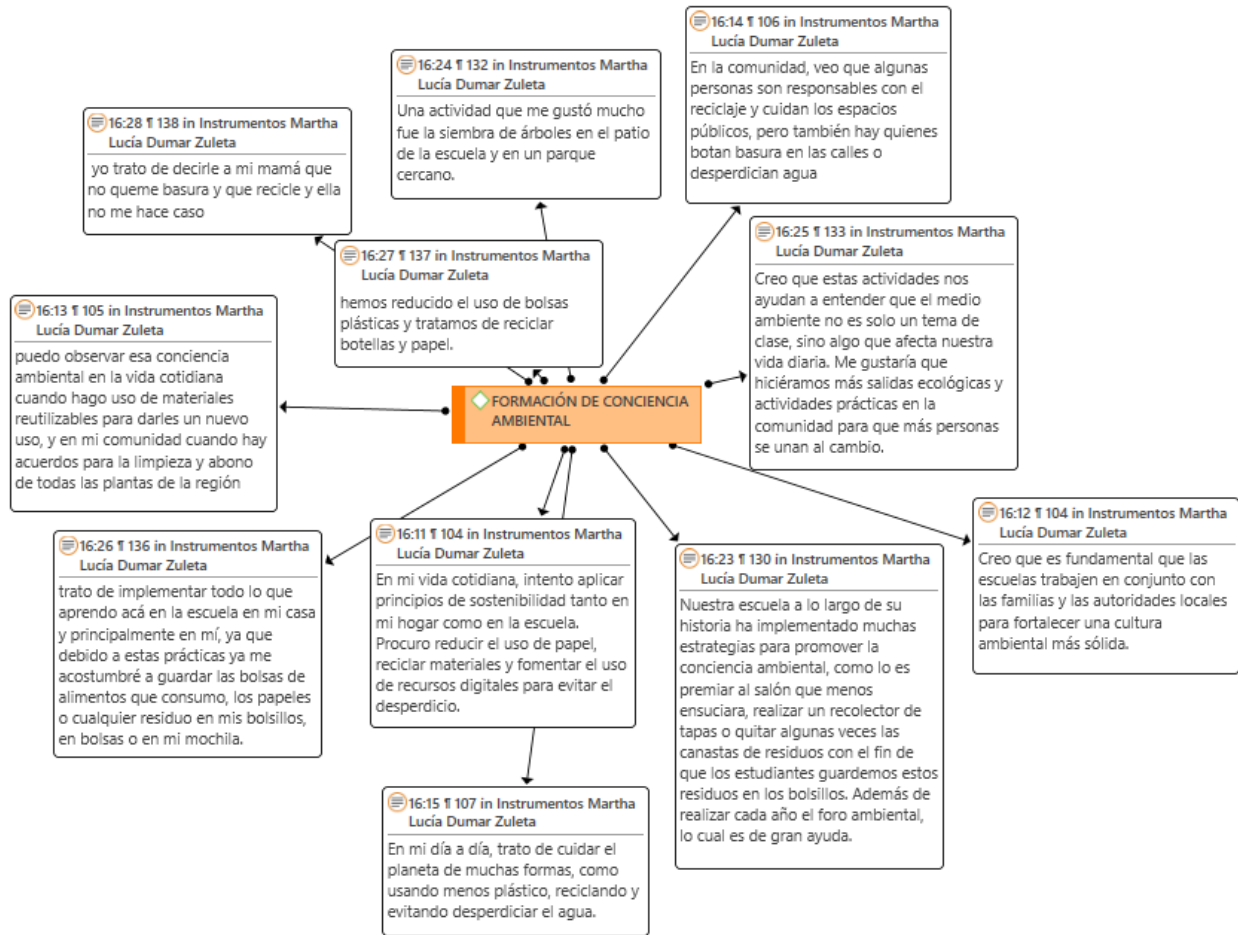 16:14 ¶ 106 in Instrumentos Martha
Lucía Dumar Zuleta
En la comunidad, veo que algunas
personas son responsables con el
reciclaje y cuidan los espacios
públicos, pero también hay quienes
botan basura en las calles o
desperdician agua
16:24 ¶ 132 in Instrumentos Martha
Lucía Dumar Zuleta
Una actividad que me gustó mucho
fue la siembra de árboles en el patio
de la escuela y en un parque
cercano.
16:28 ¶ 138 in Instrumentos Martha
Lucía Dumar Zuleta
yo trato de decirle a mi mamá que
no queme basura y que recicle y ella
no me hace caso
16:25 ¶ 133 in Instrumentos Martha
Lucía Dumar Zuleta
Creo que estas actividades nos
ayudan a entender que el medio
ambiente no es solo un tema de
clase, sino algo que afecta nuestra
vida diaria. Me gustaría que
hiciéramos más salidas ecológicas y
actividades prácticas en la
comunidad para que más personas
se unan al cambio.
16:27 ¶ 137 in Instrumentos Martha
Lucía Dumar Zuleta
hemos reducido el uso de bolsas
plásticas y tratamos de reciclar
botellas y papel.
16:13 ¶ 105 in Instrumentos Martha
Lucía Dumar Zuleta
puedo observar esa conciencia
ambiental en la vida cotidiana
cuando hago uso de materiales
reutilizables para darles un nuevo
uso, y en mi comunidad cuando hay
acuerdos para la limpieza y abono
de todas las plantas de la región
FORMACIÓN DE CONCIENCIA
AMBIENTAL
16:12 ¶ 104 in Instrumentos Martha
Lucía Dumar Zuleta
Creo que es fundamental que las
escuelas trabajen en conjunto con
las familias y las autoridades locales
para fortalecer una cultura
ambiental más sólida.
16:11 ¶ 104 in Instrumentos Martha
Lucía Dumar Zuleta
En mi vida cotidiana, intento aplicar
principios de sostenibilidad tanto en
mi hogar como en la escuela.
Procuro reducir el uso de papel,
reciclar materiales y fomentar el uso
de recursos digitales para evitar el
desperdicio.
16:26 ¶ 136 in Instrumentos Martha
Lucía Dumar Zuleta
trato de implementar todo lo que
aprendo acá en la escuela en mi casa
y principalmente en mí, ya que
debido a estas prácticas ya me
acostumbré a guardar las bolsas de
alimentos que consumo, los papeles
o cualquier residuo en mis bolsillos,
en bolsas o en mi mochila.
16:23 ¶ 130 in Instrumentos Martha
Lucía Dumar Zuleta
Nuestra escuela a lo largo de su
historia ha implementado muchas
estrategias para promover la
conciencia ambiental, como lo es
premiar al salón que menos
ensuciara, realizar un recolector de
tapas o quitar algunas veces las
canastas de residuos con el fin de
que los estudiantes guardemos estos
residuos en los bolsillos. Además de
realizar cada año el foro ambiental,
lo cual es de gran ayuda.
16:15 ¶ 107 in Instrumentos Martha
Lucía Dumar Zuleta
En mi día a día, trato de cuidar el
planeta de muchas formas, como
usando menos plástico, reciclando y
evitando desperdiciar el agua.